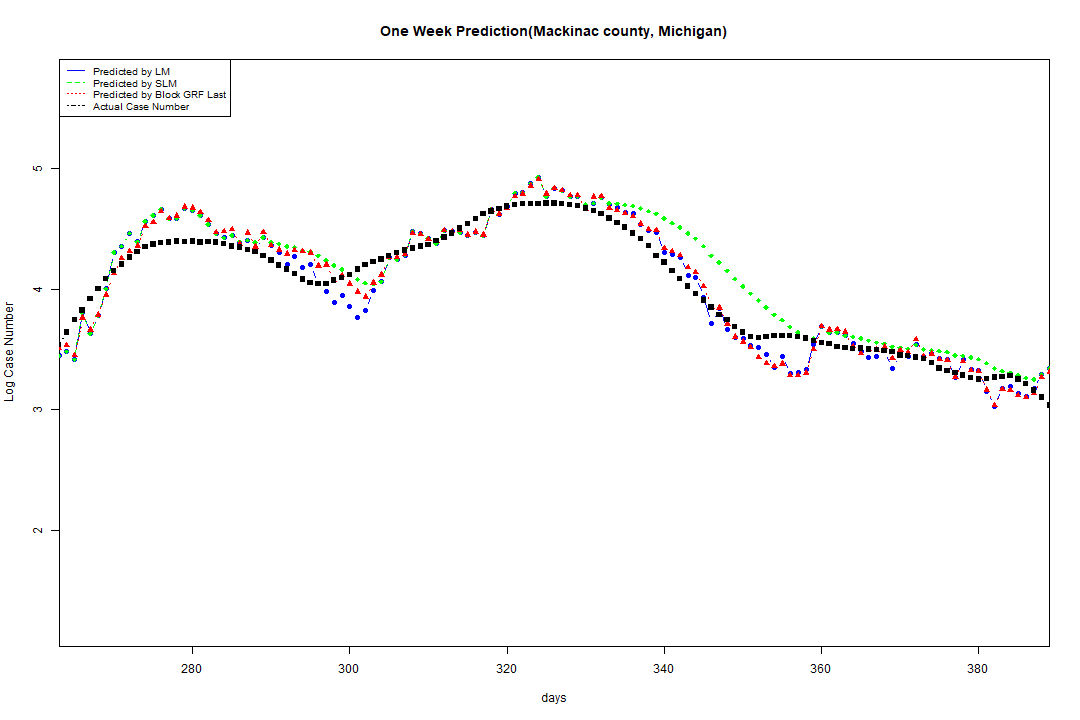 One Week Prediction(Mackinac county, Michigan)
Predicted by LM
Predicted by SLM
Predicted by Block GRF Last
Actual Case Number
5
4
3
2
Log Case Number
280 300 320 340 360 380
days